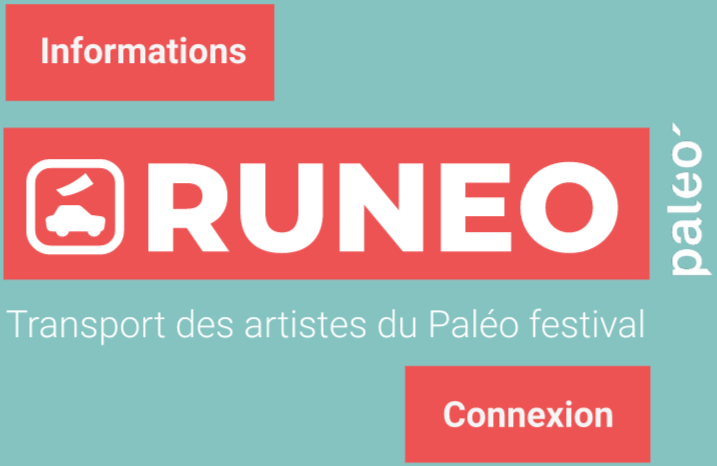 Informations
RUNEO
paléo
Transport des artistes du Paléo festival
Connexion